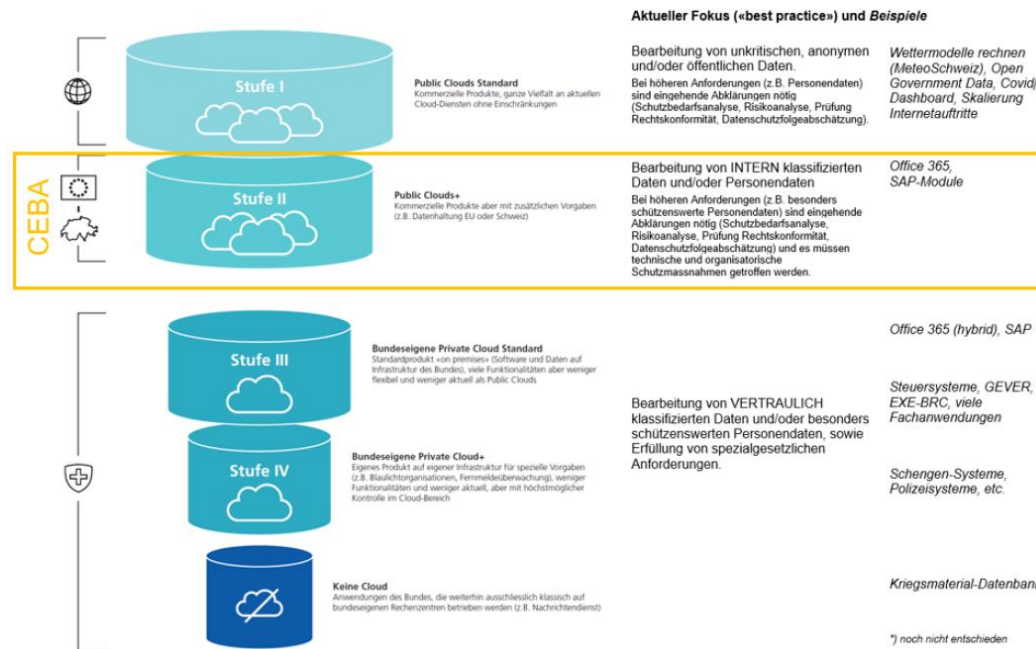 Aktueller Fokus («best practice») und Beispiele
Stufe I
Public Clouds Standard
Kommerzielle Produkte, ganze Vielfalt an aktuellen
Cloud-Diensten ohne Einschränkungen
Bearbeitung von unkritischen, anonymen
und/oder öffentlichen Daten.
Bei höheren Anforderungen (z.B. Personendaten)
sind eingehende Abklärungen nötig
(Schutzbedarfsanalyse, Risikoanalyse, Prüfung
Rechtskonformität, Datenschutzfolgeabschätzung).
Wettermodelle rechnen
(MeteoSchweiz), Open
Government Data, Covid)
Dashboard, Skalierung
Internetauftritte
CEBA
Stufe II
Public Clouds+
Kommerzielle Produkte aber mit zusätzlichen Vorgaben
(z.B. Datenhaltung EU oder Schweiz)
Bearbeitung von INTERN klassifizierten
Daten und/oder Personendaten
Bei höheren Anforderungen (z.B. besonders
schützenswerte Personendaten) sind eingehende
Abklärungen nötig (Schutzbedarfsanalyse,
Risikoanalyse, Prüfung Rechtskonformität,
Datenschutzfolgeabschätzung) und es müssen
technische und organisatorische
Schutzmassnahmen getroffen werden.
Office 365,
SAP-Module
Stufe III
Bundeseigene Private Cloud Standard
Standardprodukt «on premises» (Software und Daten auf
Infrastruktur des Bundes), viele Funktionalitäten aber weniger
flexibel und weniger aktuell als Public Clouds
Office 365 (hybrid), SAP
Steuersysteme, GEVER,
EXE-BRC, viele
Fachanwendungen
Bearbeitung von VERTRAULICH
klassifizierten Daten und/oder besonders
schützenswerten Personendaten, sowie
Erfüllung von spezialgesetzlichen
Anforderungen.
Stufe IV
Bundeseigene Private Cloud+
Eigenes Produkt auf eigener Infrastruktur für spezielle Vorgaben
(z.B. Blaulichtorganisationen, Fernmeldeüberwachung), weniger
Funktionalitäten und weniger aktuell, aber mit höchstmöglicher
Kontrolle im Cloud-Bereich
Schengen-Systeme,
Polizeisysteme, etc.
Keine Cloud
Anwendungen des Bundes, die weiterhin ausschliesslich klassisch auf
bundeseigenen Rechenzentren betrieben werden (z.B. Nachrichtendienst)
Kriegsmaterial-Datenbank
*) noch nicht entschieden